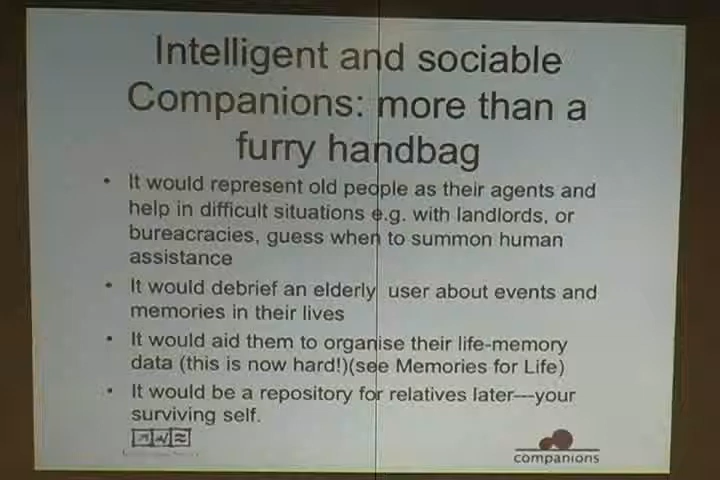 Intelligent and sociable
Companions: more than a
furry handbag
• It would represent old people as their agents and
help in difficult situations e.g. with landlords, or
bureacracies, guess when to summon human
assistance
• It would debrief an elderly user about events and
memories in their lives
• It would aid them to organise their life-memory
data (this is now hard!)(see Memories for Life)
• It would be a repository for relatives later—your
surviving self.
companions